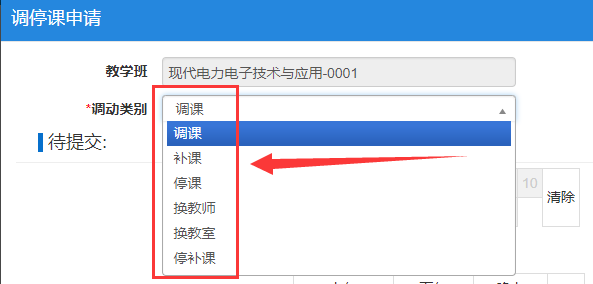 调停课申请
教学班 现代电力电子技术与应用-0001
*调动类别 调课
待提交:
调课
补课
停课
换教师
换教室
停补课
10 清除